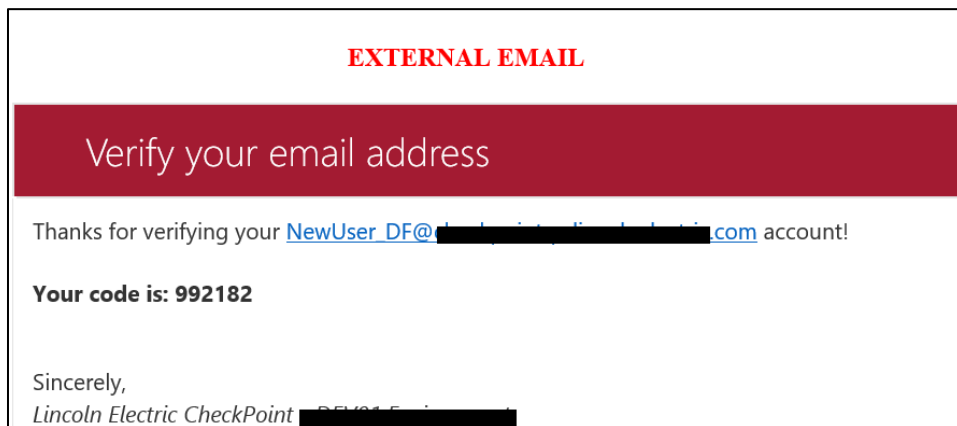 EXTERNAL EMAIL
Verify your email address
Thanks for verifying your NewUser_DF@ .com account!
Your code is: 992182
Sincerely,
Lincoln Electric CheckPoint